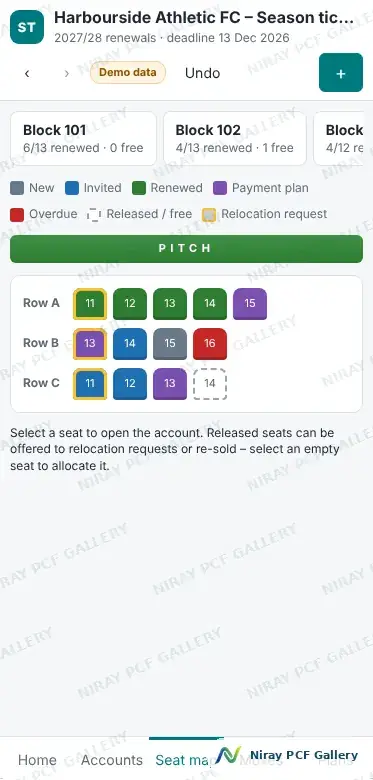 ST
Harbourside Athletic FC – Season tic...
2027/28 renewals · deadline 13 Dec 2026
‹ › Demo data Undo +
Block 101
6/13 renewed · 0 free
Block 102
4/13 renewed · 1 free
Block
4/12 re
New Invited Renewed Payment plan
Overdue Released / free Relocation request
PITCH
Row A 11 12 13 14 15
Row B 13 14 15 16
Row C 11 12 13 14
Select a seat to open the account. Released seats can be
offered to relocation requests or re-sold – select an empty
seat to allocate it.
Home Accounts Seat ma
Niray PCF Gallery
NIRAY PCF GALLERY